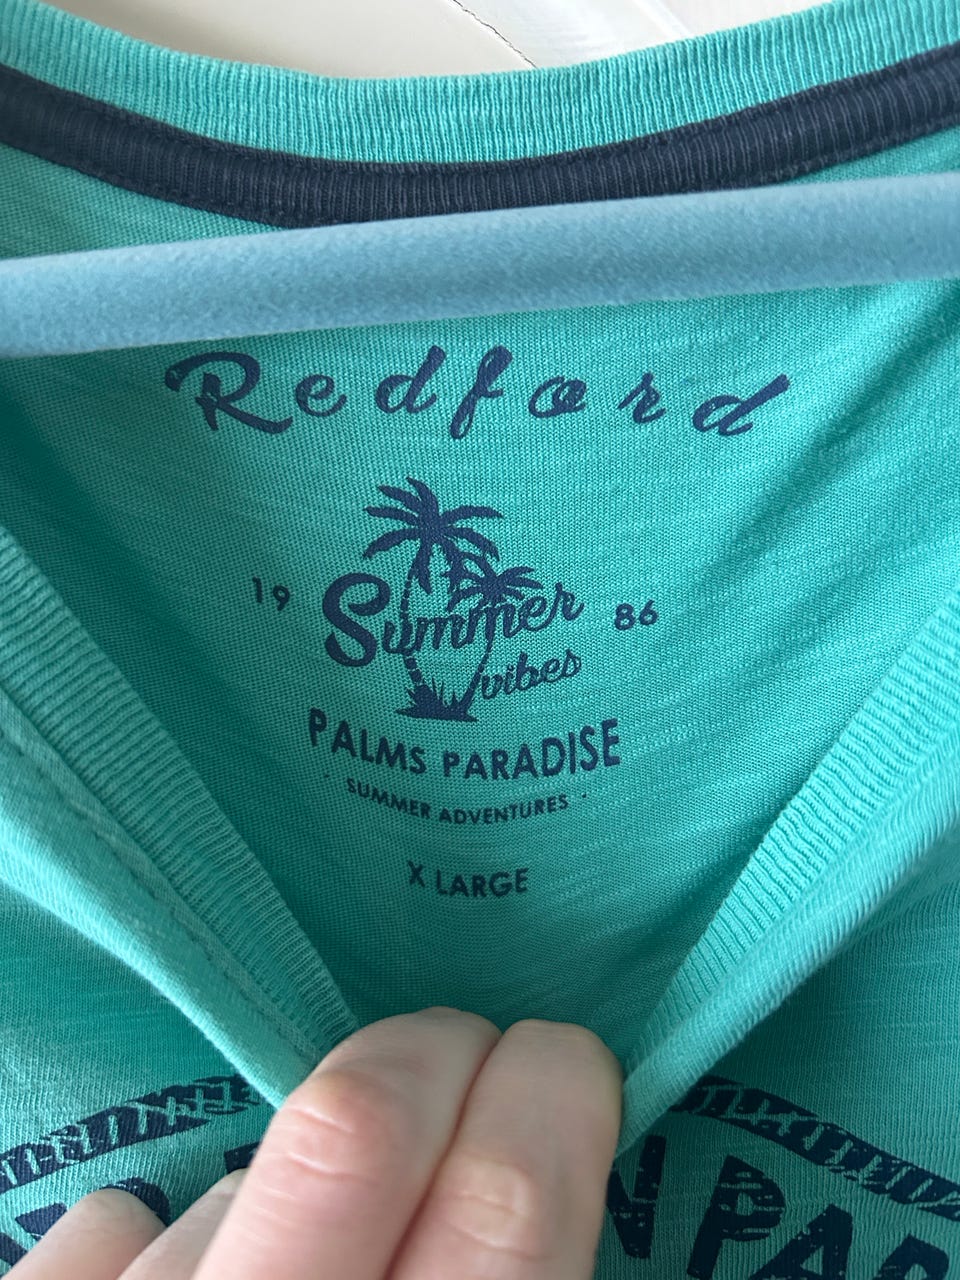 Redford
19 Summer 86
vibes
PALMS PARADISE
· SUMMER ADVENTURES ·
X LARGE